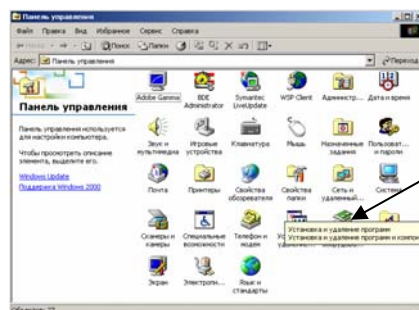 Панель управления
Файл Правка Вид Избранное Сервис Справка
Поиск Папки
Адрес: Панель управления Переход
Панель управления
Панель управления используется
для настройки компьютера.
Чтобы просмотреть описание
элемента, выделите его.
Windows Update
Поддержка Windows 2000
Adobe Gamma
BDE
Administrator
Symantec
LiveUpdate
WSP Client
Администр...
Дата и время
Звук и
мультимедиа
Игровые
устройства
Клавиатура
Мышь
Назначенные
задания
Пользоват...
и пароли
Почта
Принтеры
Свойства
обозревателя
Свойства
папки
Сеть и
удаленный...
Система
Сканеры и
камеры
Специальные
возможности
Телефон и
модем
Установка и удаление программ
Установка и удаление программ и компон
Экран
Электропи...
Язык и
стандарты